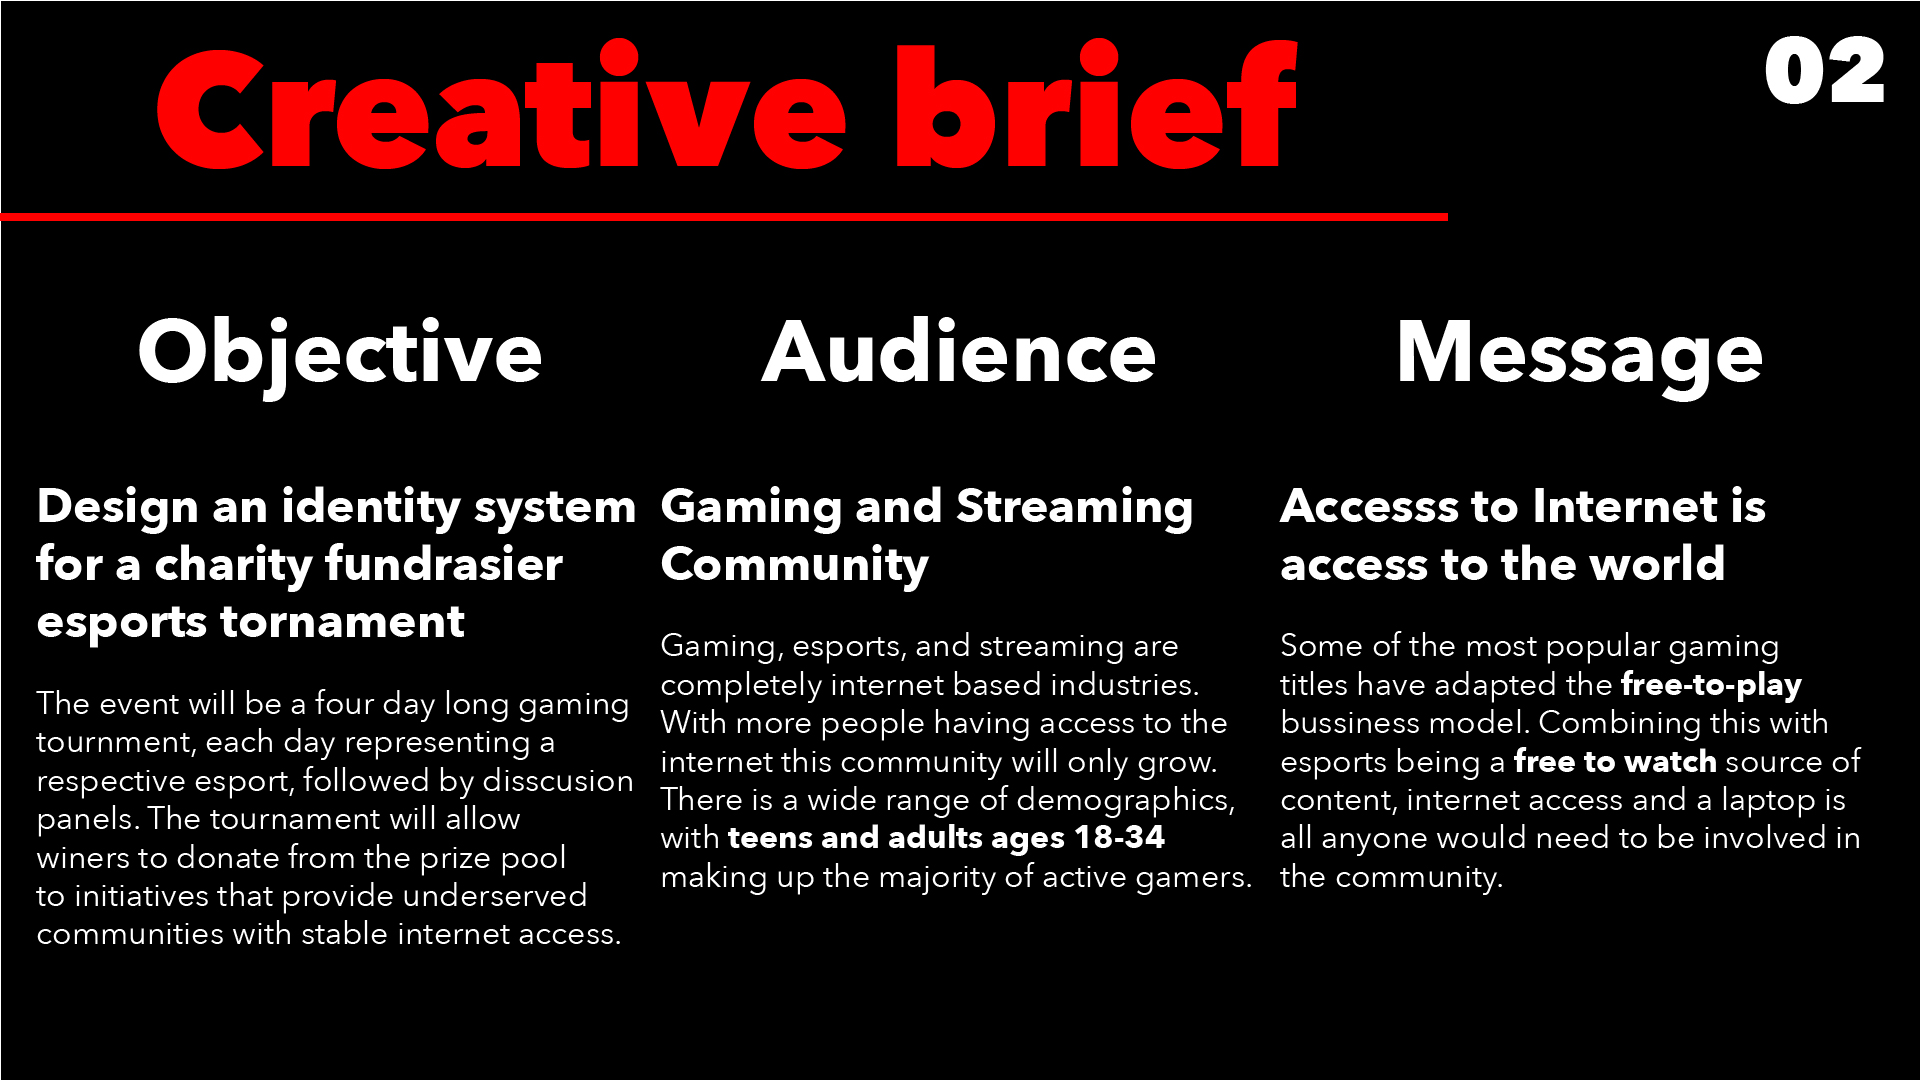 Creative brief
02
Objective
Design an identity system
for a charity fundrasier
esports tornament
The event will be a four day long gaming
tournment, each day representing a
respective esport, followed by disscusion
panels. The tournament will allow
winers to donate from the prize pool
to initiatives that provide underserved
communities with stable internet access.
Audience
Gaming and Streaming
Community
Gaming, esports, and streaming are
completely internet based industries.
With more people having access to the
internet this community will only grow.
There is a wide range of demographics,
with teens and adults ages 18-34
making up the majority of active gamers.
Message
Accesss to Internet is
access to the world
Some of the most popular gaming
titles have adapted the free-to-play
bussiness model. Combining this with
esports being a free to watch source of
content, internet access and a laptop is
all anyone would need to be involved in
the community.